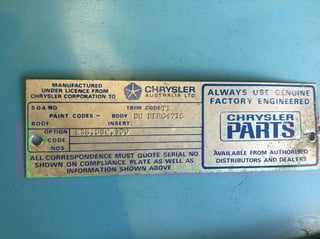 MANUFACTURED
UNDER LICENCE FROM
CHRYSLER CORPORATION TO
CHRYSLER
AUSTRALIA LTD.
SOA NO. TRIM CODE
PAINT CODES - BODY
ROOF INSERT
OPTION
CODE
NOS
ALL CORRESPONDENCE MUST QUOTE SERIAL NO.
SHOWN ON COMPLIANCE PLATE AS WELL AS
INFORMATION SHOWN ABOVE
ALWAYS USE GENUINE
FACTORY ENGINEERED
CHRYSLER
PARTS
AVAILABLE FROM AUTHORISED
DISTRIBUTORS AND DEALERS